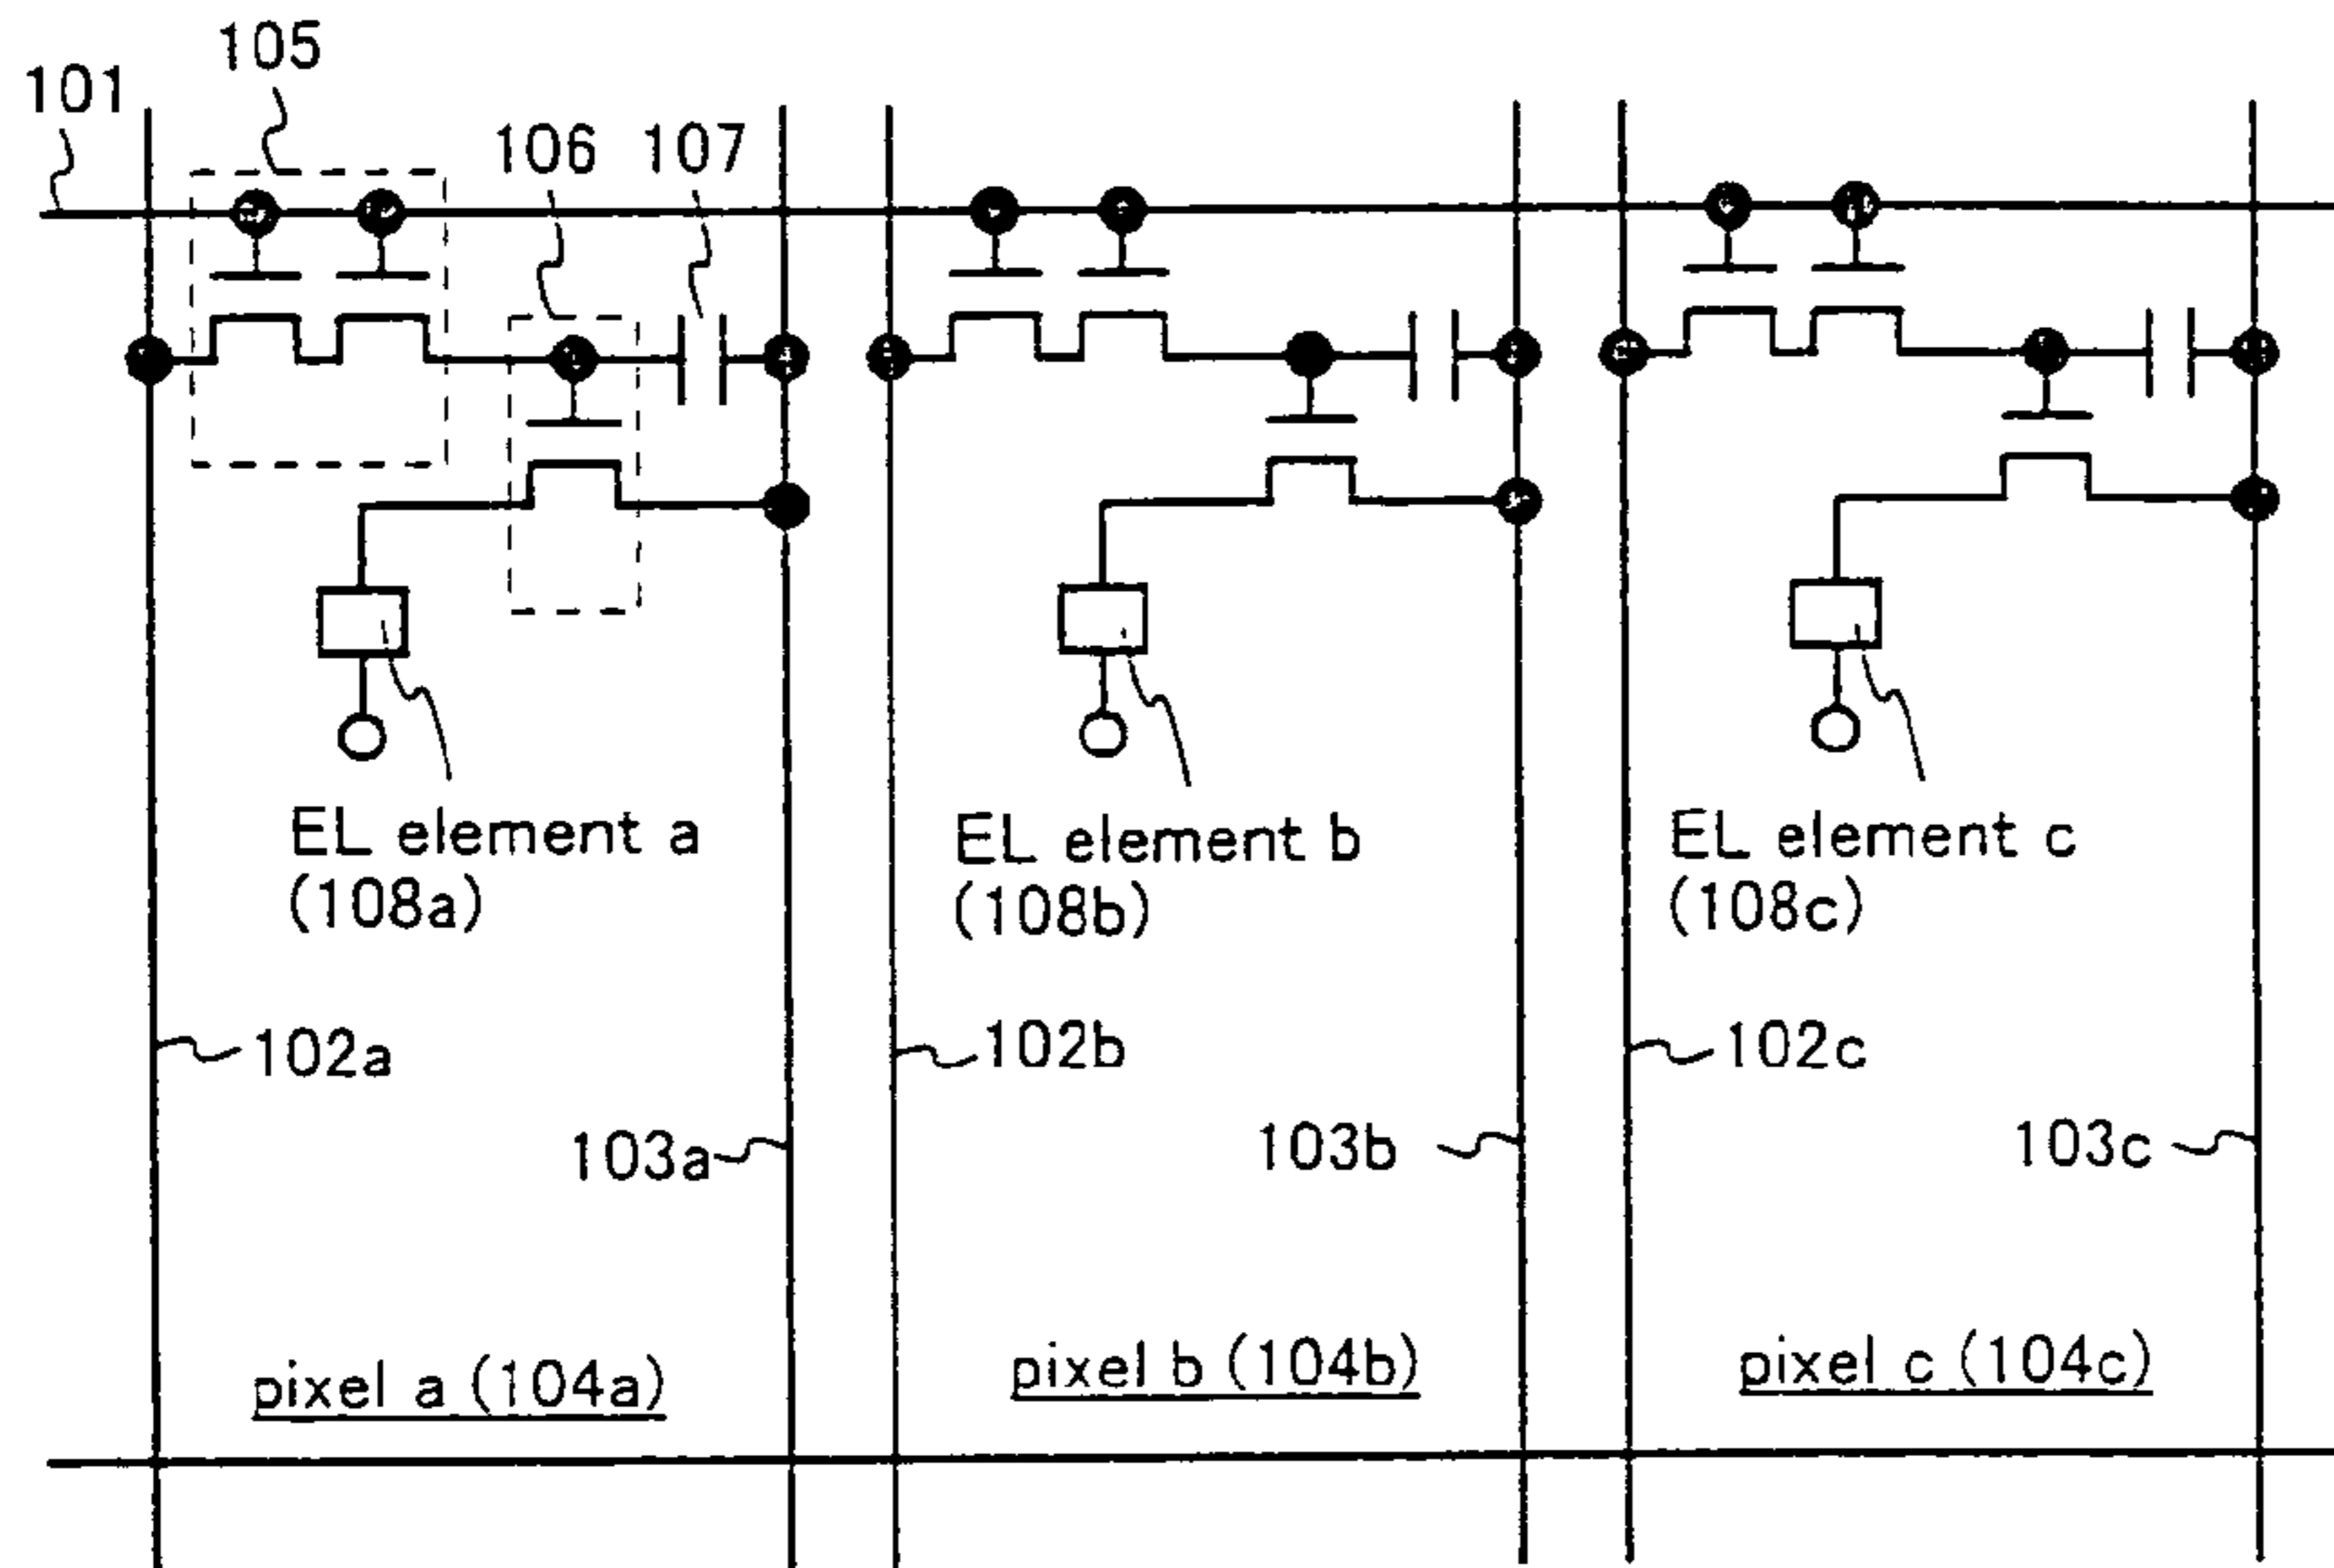 105
101
106
107
EL element a
(108a)
EL element b
(108b)
EL element c
(108c)
102a
102b
102c
103a
103b
103c
pixel a (104a)
pixel b (104b)
pixel c (104c)